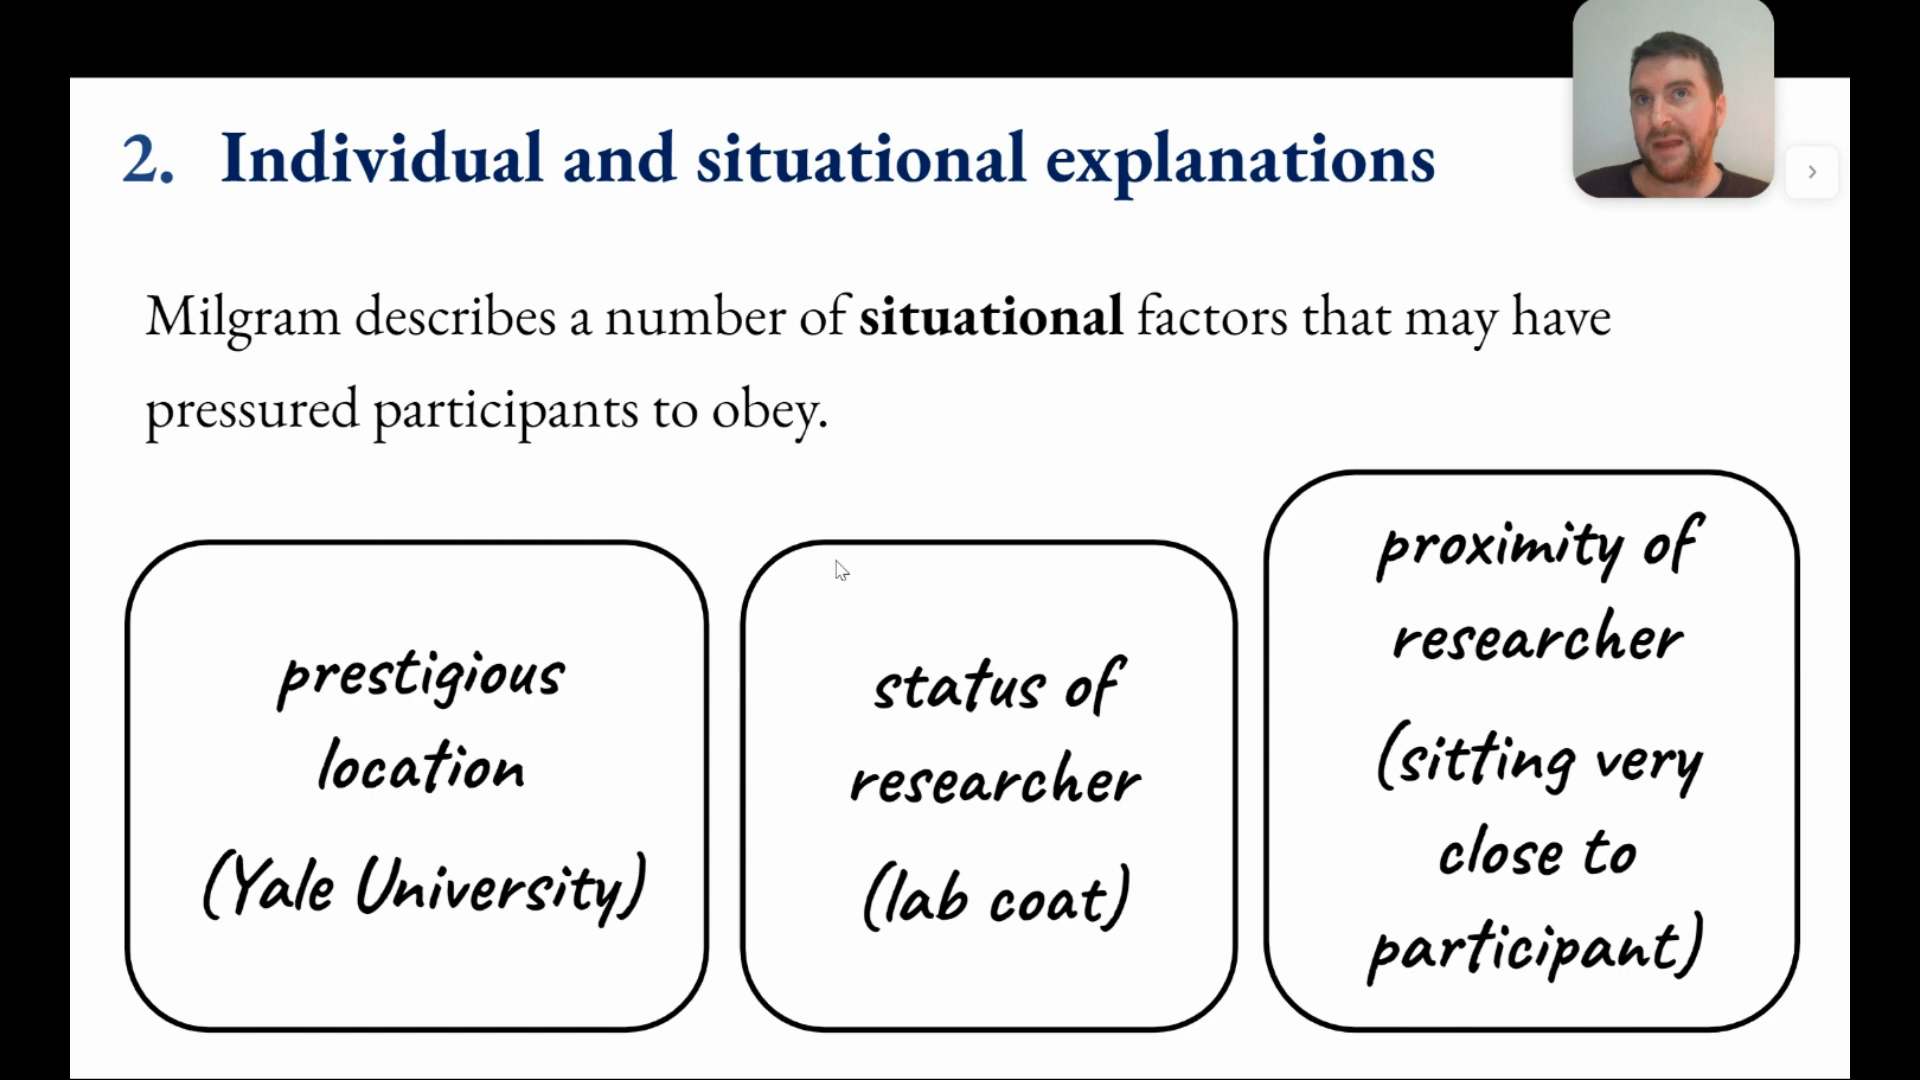 2. Individual and situational explanations
Milgram describes a number of situational factors that may have
pressured participants to obey.
prestigious
location
(Yale University)
status of
researcher
(lab coat)
proximity of
researcher
(sitting very
close to
participant)